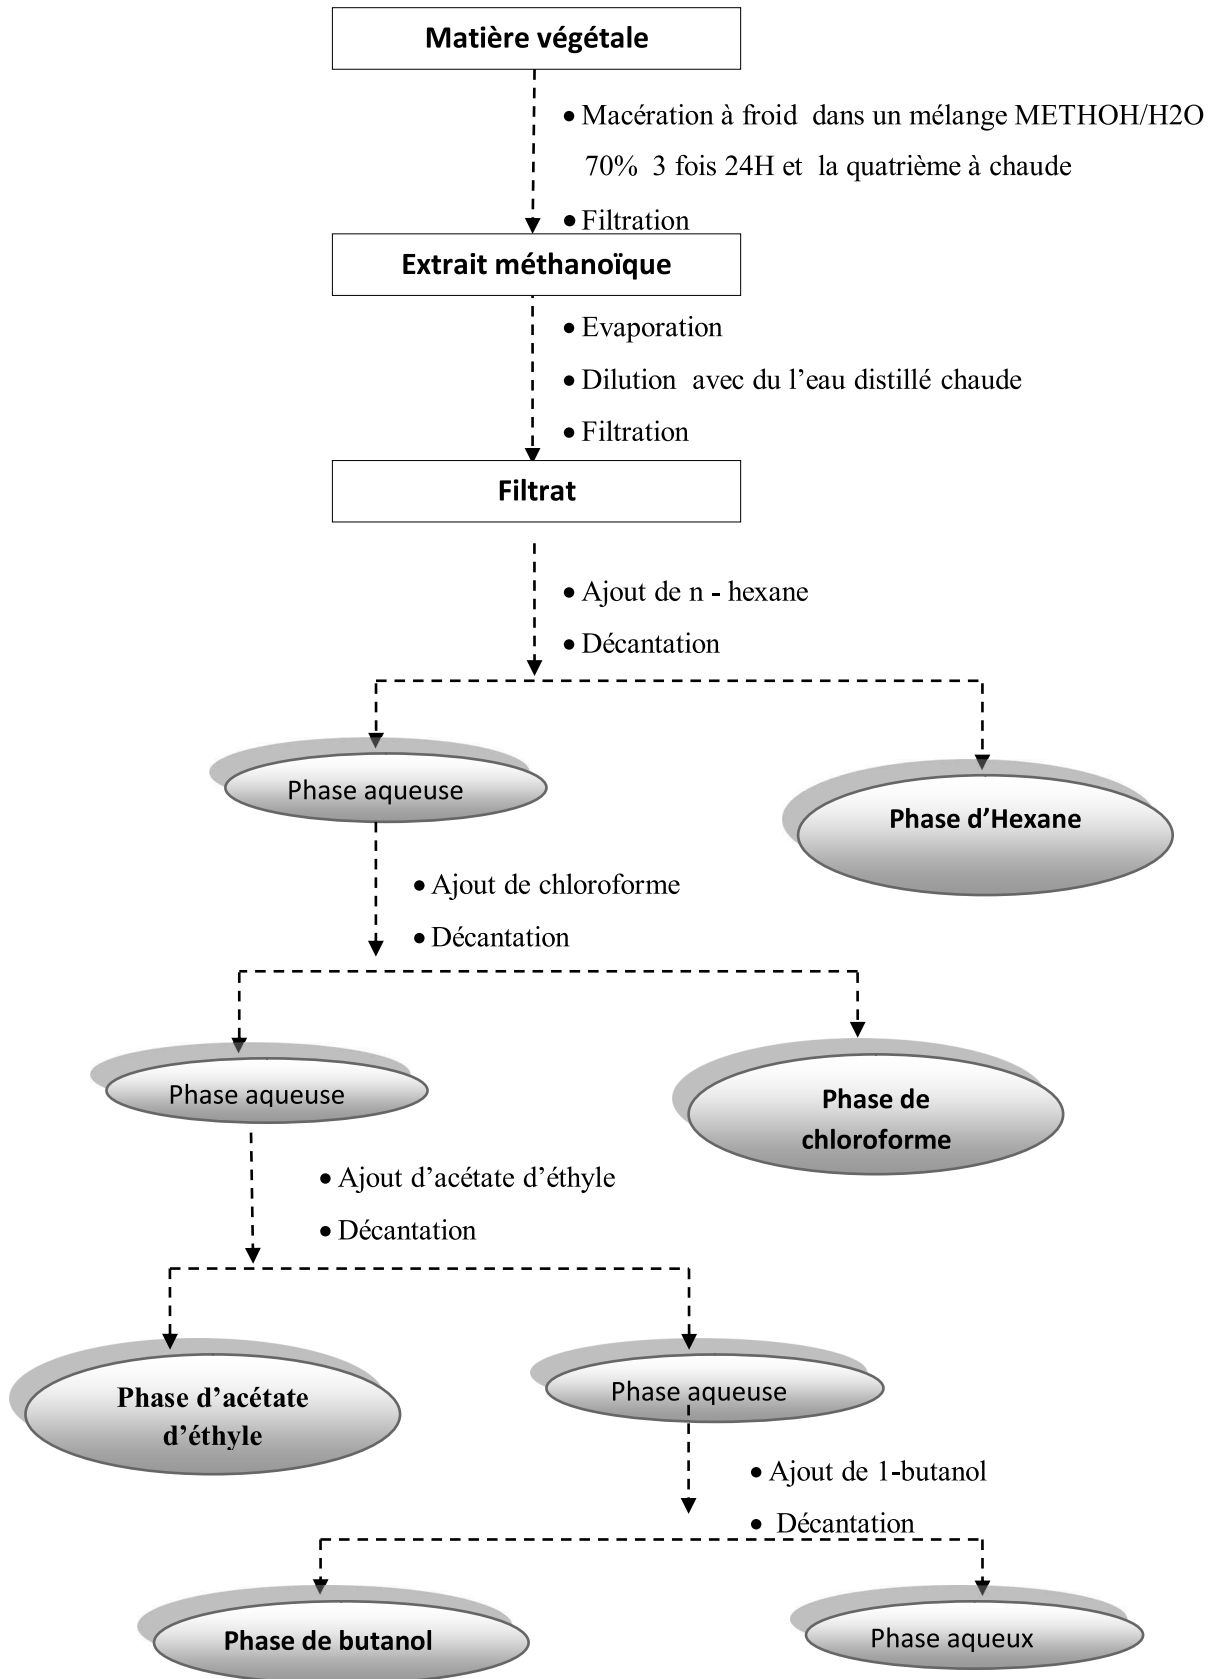 Matière végétale
• Macération à froid dans un mélange METHOH/H2O
70% 3 fois 24H et la quatrième à chaude
• Filtration
Extrait méthanoïque
• Evaporation
• Dilution avec du l’eau distillé chaude
• Filtration
Filtrat
• Ajout de n - hexane
• Décantation
Phase aqueuse
Phase d’Hexane
• Ajout de chloroforme
• Décantation
Phase aqueuse
Phase de
chloroforme
• Ajout d’acétate d’éthyle
• Décantation
Phase d’acétate
d’éthyle
Phase aqueuse
• Ajout de 1-butanol
• Décantation
Phase de butanol
Phase aqueux